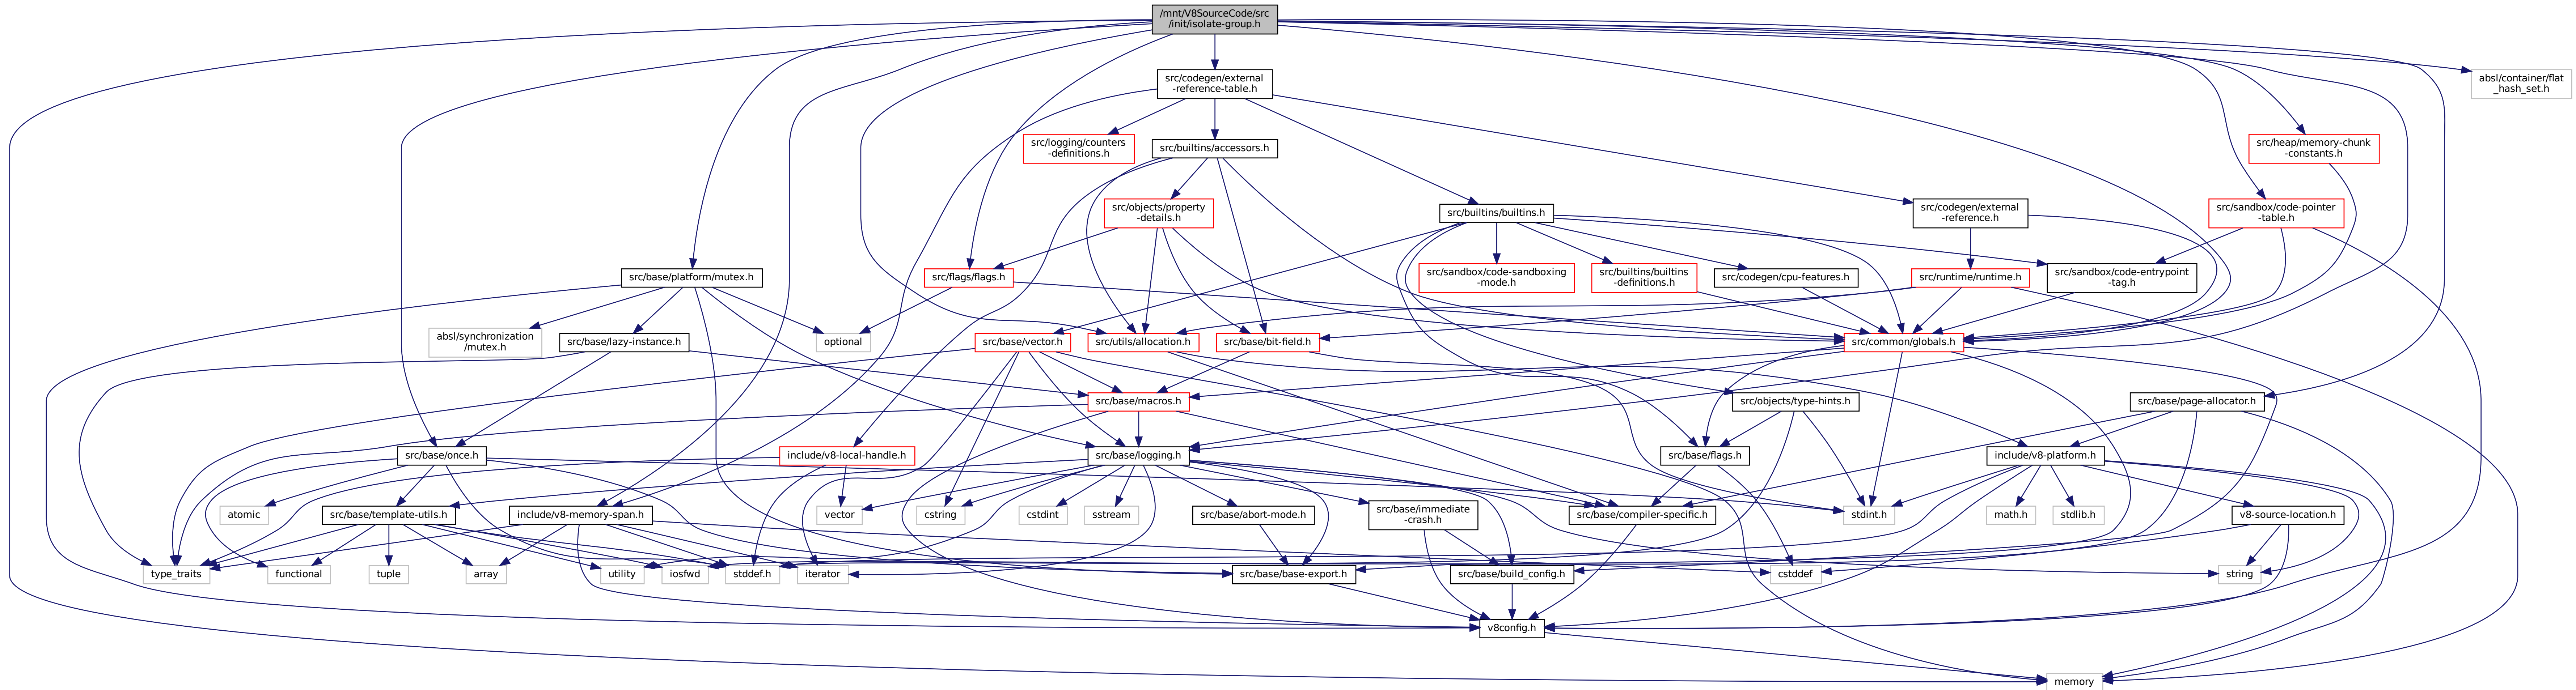 /mnt/V8SourceCode/src
/init/isolate-group.h
src/codegen/external
-reference-table.h
absl/container/flat
_hash_set.h
src/logging/counters
-definitions.h
src/builtins/accessors.h
src/heap/memory-chunk
-constants.h
src/objects/property
-details.h
src/builtins/builtins.h
src/codegen/external
-reference.h
src/sandbox/code-pointer
-table.h
src/base/platform/mutex.h
src/flags/flags.h
src/sandbox/code-sandboxing
-mode.h
src/builtins/builtins
-definitions.h
src/codegen/cpu-features.h
src/runtime/runtime.h
src/sandbox/code-entrypoint
-tag.h
absl/synchronization
/mutex.h
src/base/lazy-instance.h
optional
src/base/vector.h
src/utils/allocation.h
src/base/bit-field.h
src/common/globals.h
src/base/macros.h
src/objects/type-hints.h
src/base/page-allocator.h
src/base/once.h
include/v8-local-handle.h
src/base/logging.h
src/base/flags.h
include/v8-platform.h
atomic
src/base/template-utils.h
include/v8-memory-span.h
vector
cstring
cstdint
sstream
src/base/abort-mode.h
src/base/immediate
-crash.h
src/base/compiler-specific.h
stdint.h
math.h
stdlib.h
v8-source-location.h
type_traits
functional
tuple
array
utility
iosfwd
stddef.h
iterator
src/base/base-export.h
src/base/build_config.h
cstddef
string
v8config.h
memory